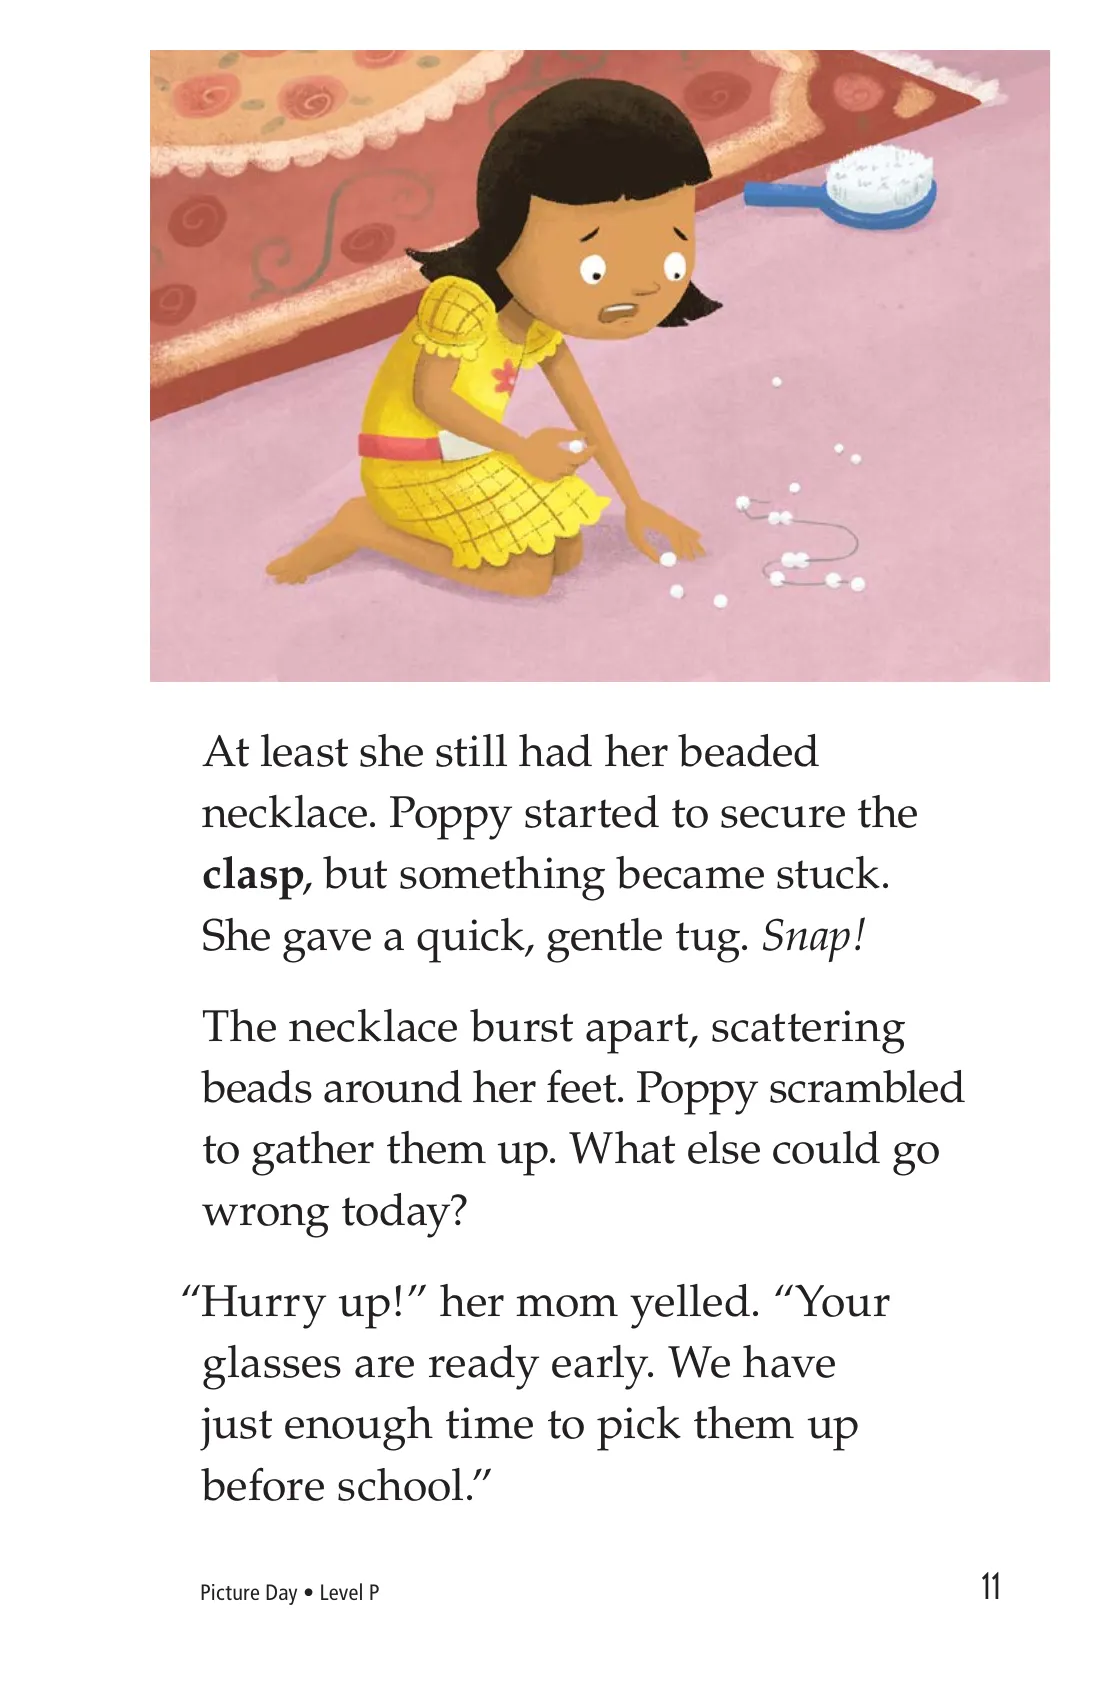 At least she still had her beaded
necklace. Poppy started to secure the
clasp, but something became stuck.
She gave a quick, gentle tug. Snap!
The necklace burst apart, scattering
beads around her feet. Poppy scrambled
to gather them up. What else could go
wrong today?
“Hurry up!” her mom yelled. “Your
glasses are ready early. We have
just enough time to pick them up
before school.”
Picture Day • Level P
11